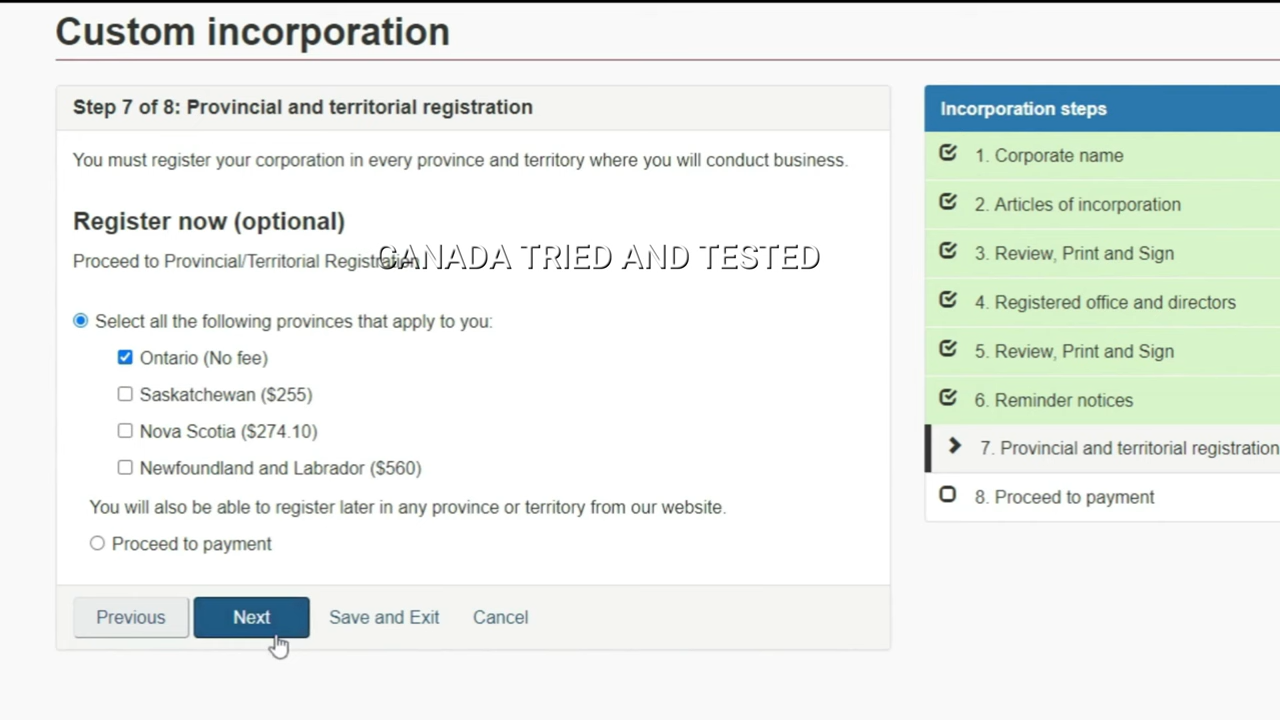 Custom incorporation
Step 7 of 8: Provincial and territorial registration
You must register your corporation in every province and territory where you will conduct business.
Register now (optional)
Proceed to Provincial/Territorial Registration
CANADA TRIED AND TESTED
Select all the following provinces that apply to you:
Ontario (No fee)
Saskatchewan ($255)
Nova Scotia ($274.10)
Newfoundland and Labrador ($560)
You will also be able to register later in any province or territory from our website.
Proceed to payment
Previous
Next
Save and Exit
Cancel
Incorporation steps
1. Corporate name
2. Articles of incorporation
3. Review, Print and Sign
4. Registered office and directors
5. Review, Print and Sign
6. Reminder notices
7. Provincial and territorial registration
8. Proceed to payment